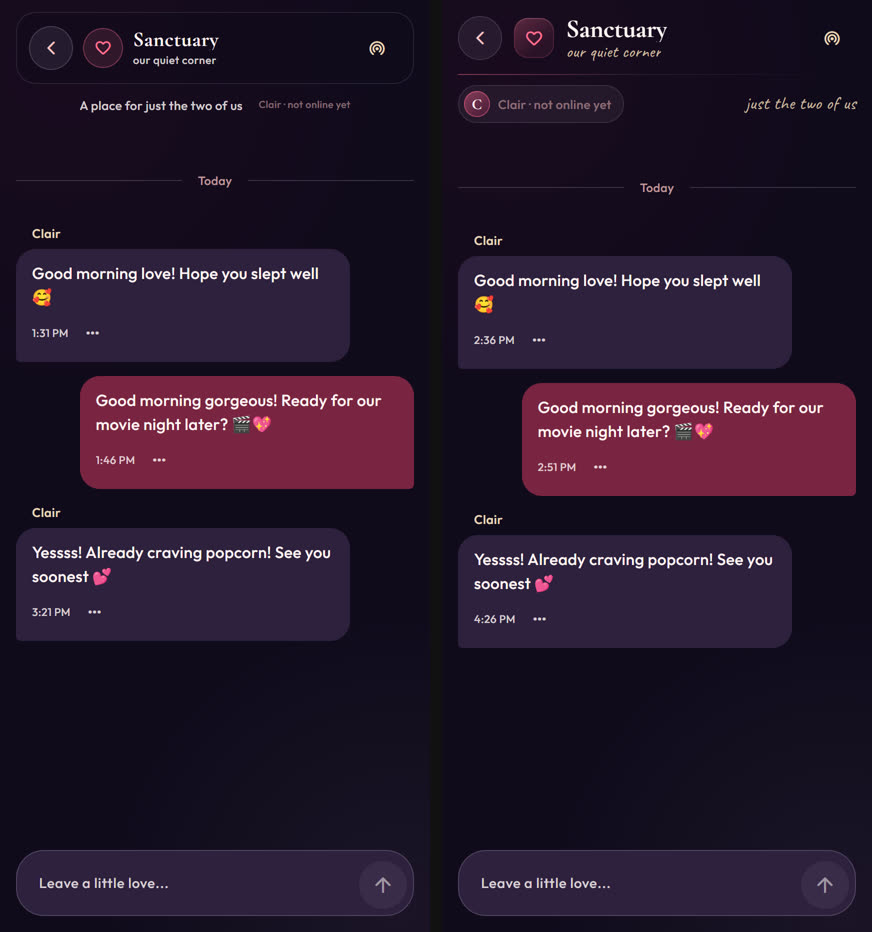 Sanctuary
our quiet corner
A place for just the two of us
Clair · not online yet
Today
Clair
Good morning love! Hope you slept well
🥰
1:31 PM
Good morning gorgeous! Ready for our
movie night later? 🎬💖
1:46 PM
Clair
Yessss! Already craving popcorn! See you
soonest 💕
3:21 PM
Leave a little love...
Sanctuary
our quiet corner
C
Clair · not online yet
just the two of us
Today
Clair
Good morning love! Hope you slept well
🥰
2:36 PM
Good morning gorgeous! Ready for our
movie night later? 🎬💖
2:51 PM
Clair
Yessss! Already craving popcorn! See you
soonest 💕
4:26 PM
Leave a little love...